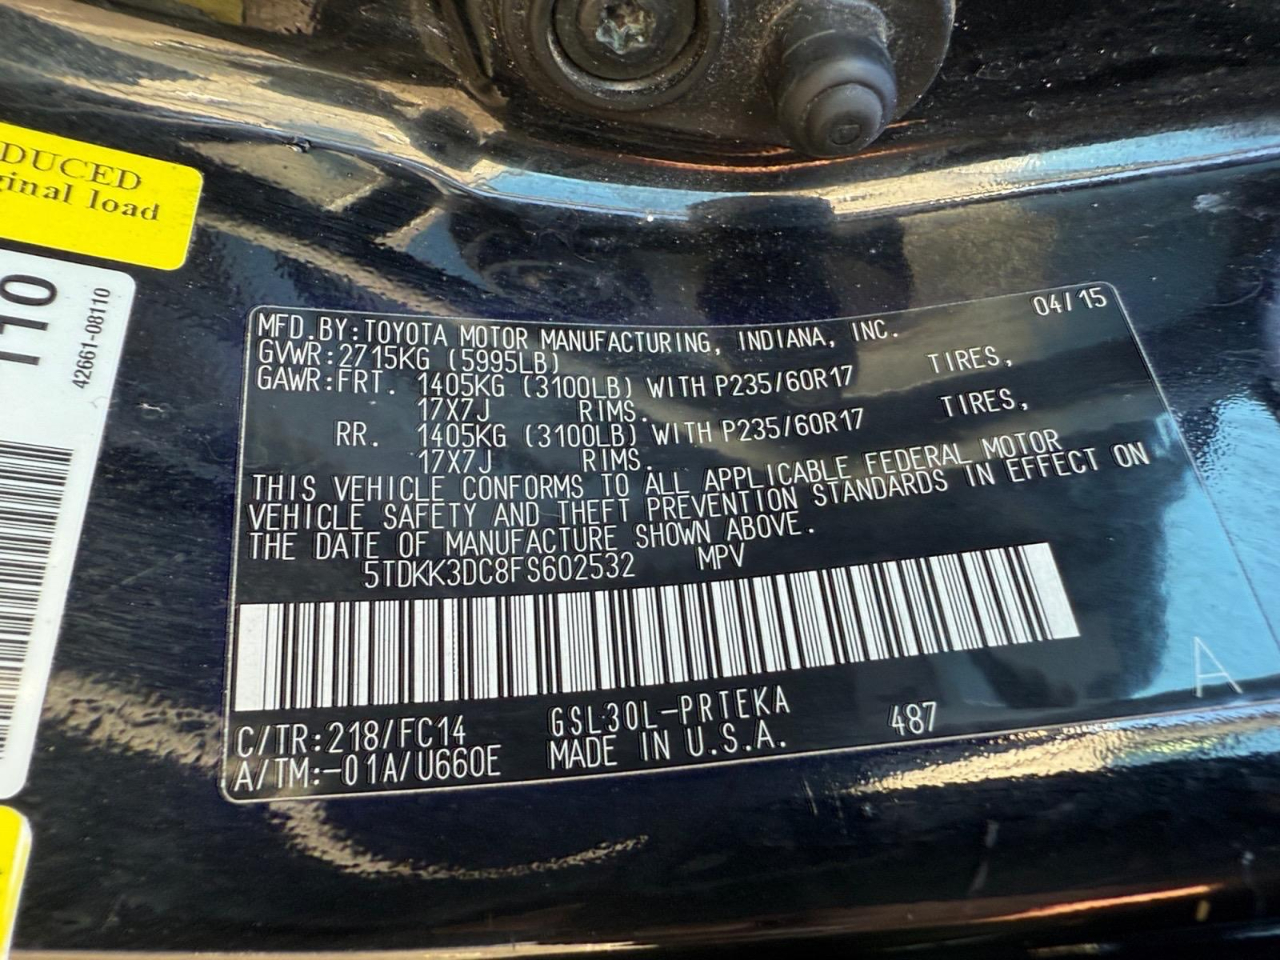 DUCED
ginal load
110
42661-08110
MFD.BY:TOYOTA MOTOR MANUFACTURING, INDIANA, INC. 04/15
GVWR:2715KG (5995LB)
GAWR:FRT. 1405KG (3100LB) WITH P235/60R17 TIRES,
17X7J RIMS.
RR. 1405KG (3100LB) WITH P235/60R17 TIRES,
17X7J RIMS.
THIS VEHICLE CONFORMS TO ALL APPLICABLE FEDERAL MOTOR
VEHICLE SAFETY AND THEFT PREVENTION STANDARDS IN EFFECT ON
THE DATE OF MANUFACTURE SHOWN ABOVE.
5TDKK3DC8FS602532 MPV
C/TR:218/FC14 GSL30L-PRTEKA 487
A/TM:-01A/U660E MADE IN U.S.A.
A